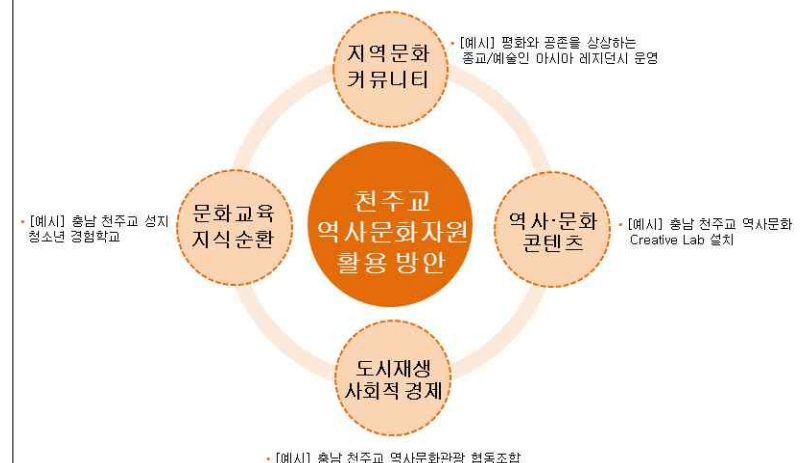 지역문화
커뮤니티
• [예시] 평화와 공존을 상상하는
종교/예술인 아시아 레지던시 운영
• [예시] 충남 천주교 성지
청소년 경험학교
문화교육
지식순환
천주교
역사문화자원
활용 방안
역사·문화
콘텐츠
• [예시] 충남 천주교 역사문화
Creative Lab 설치
도시재생
사회적 경제
• [예시] 충남 천주교 역사문화관광 협동조합